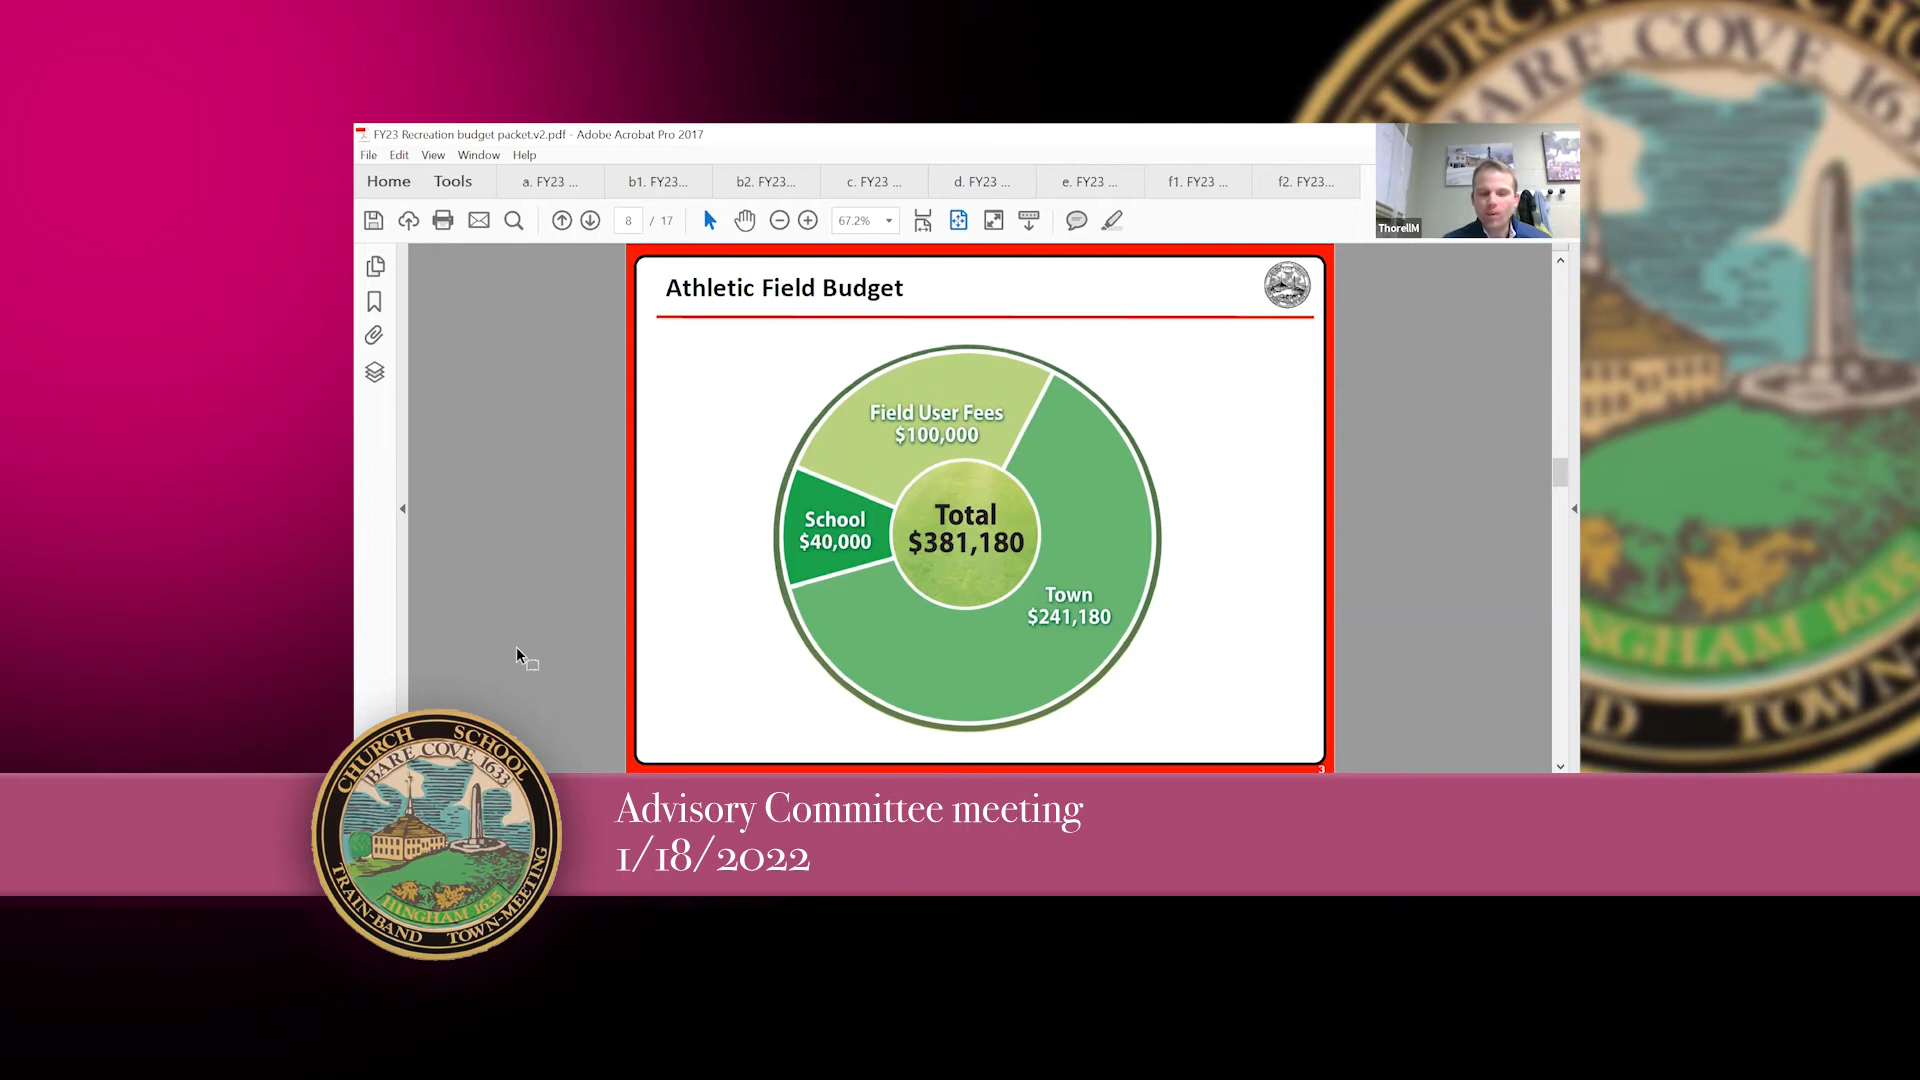 FY23 Recreation budget packet.v2.pdf - Adobe Acrobat Pro 2017
File Edit View Window Help
Home Tools a. FY23 ... b1. FY23... b2. FY23... c. FY23 ... d. FY23 ... e. FY23 ... f1. FY23 ... f2. FY23...
8 / 17 67.2%
ThorellM
Athletic Field Budget
Field User Fees
$100,000
School
$40,000
Total
$381,180
Town
$241,180
3
Advisory Committee meeting
1/18/2022
CHURCH SCHOOL
BARE COVE 1633
HINGHAM 1635
TRAIN-BAND TOWN-MEETING